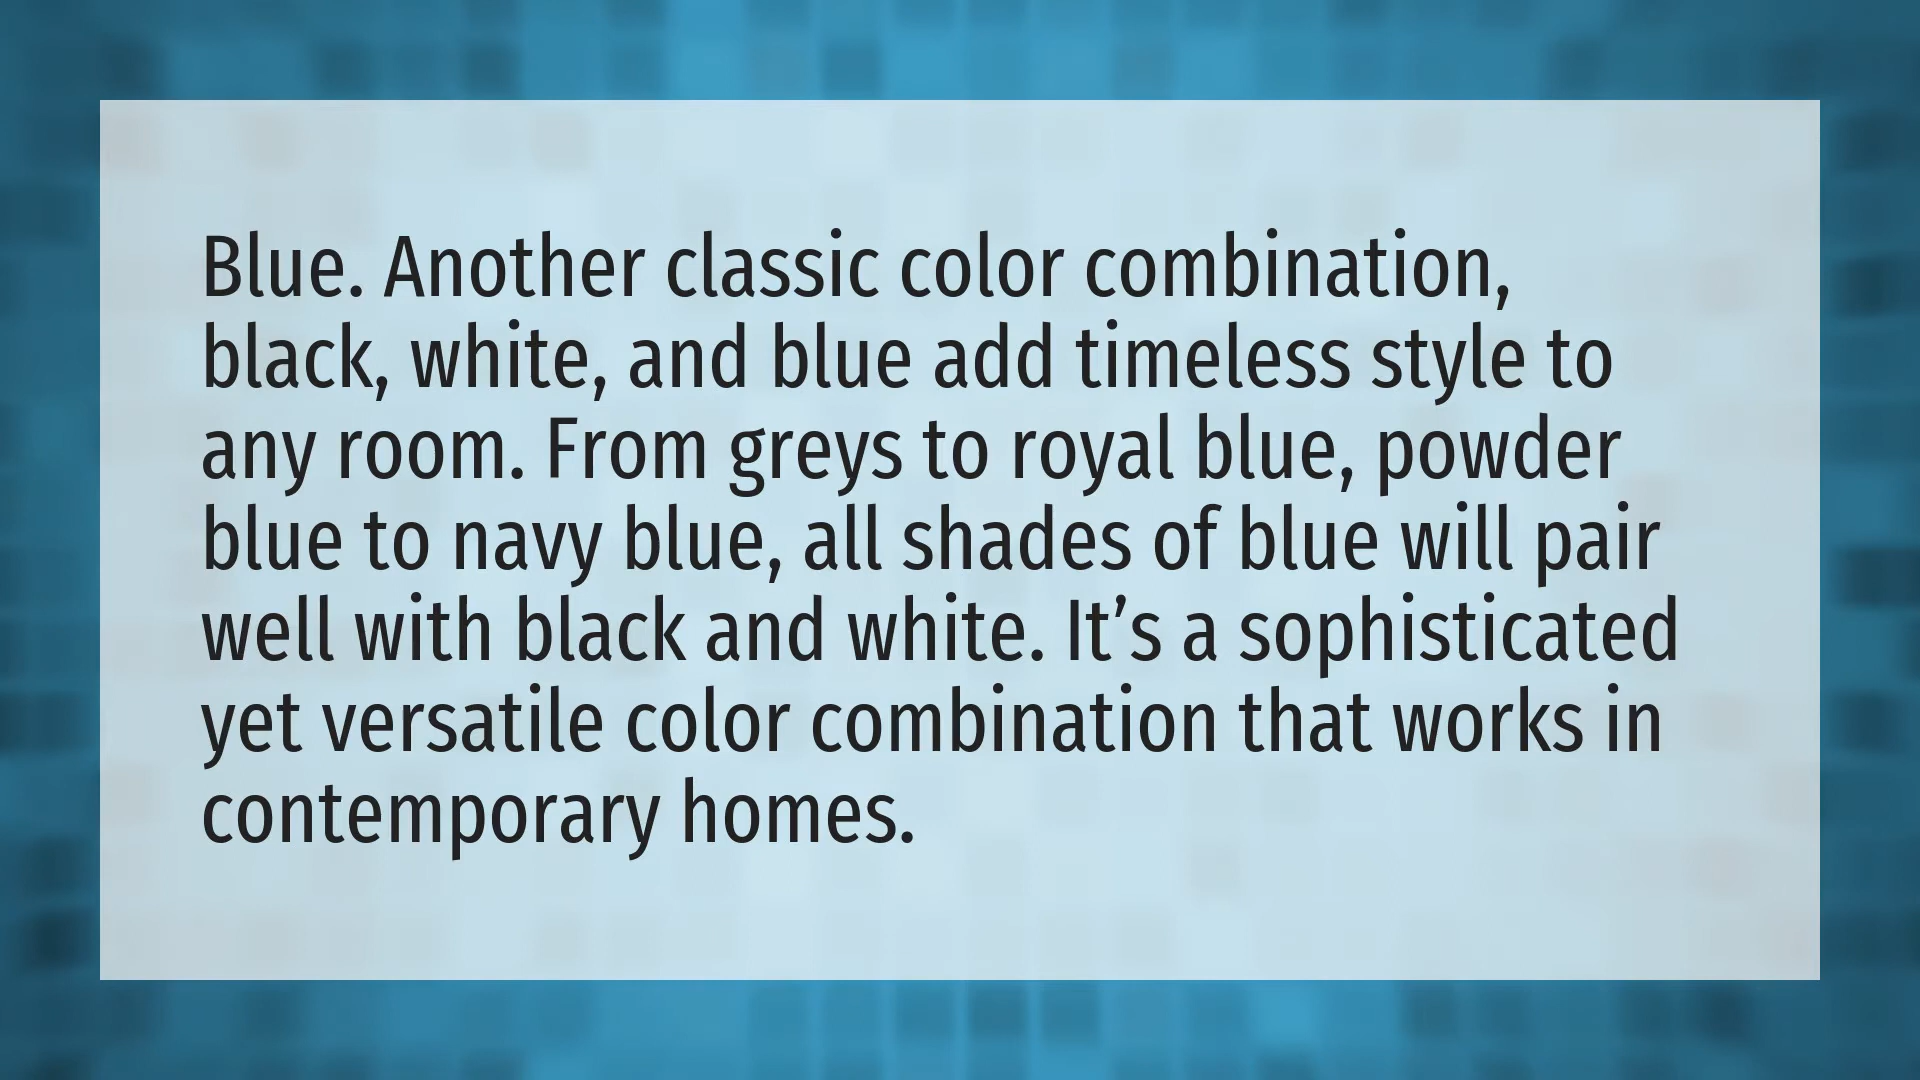 Blue. Another classic color combination,
black, white, and blue add timeless style to
any room. From greys to royal blue, powder
blue to navy blue, all shades of blue will pair
well with black and white. It’s a sophisticated
yet versatile color combination that works in
contemporary homes.